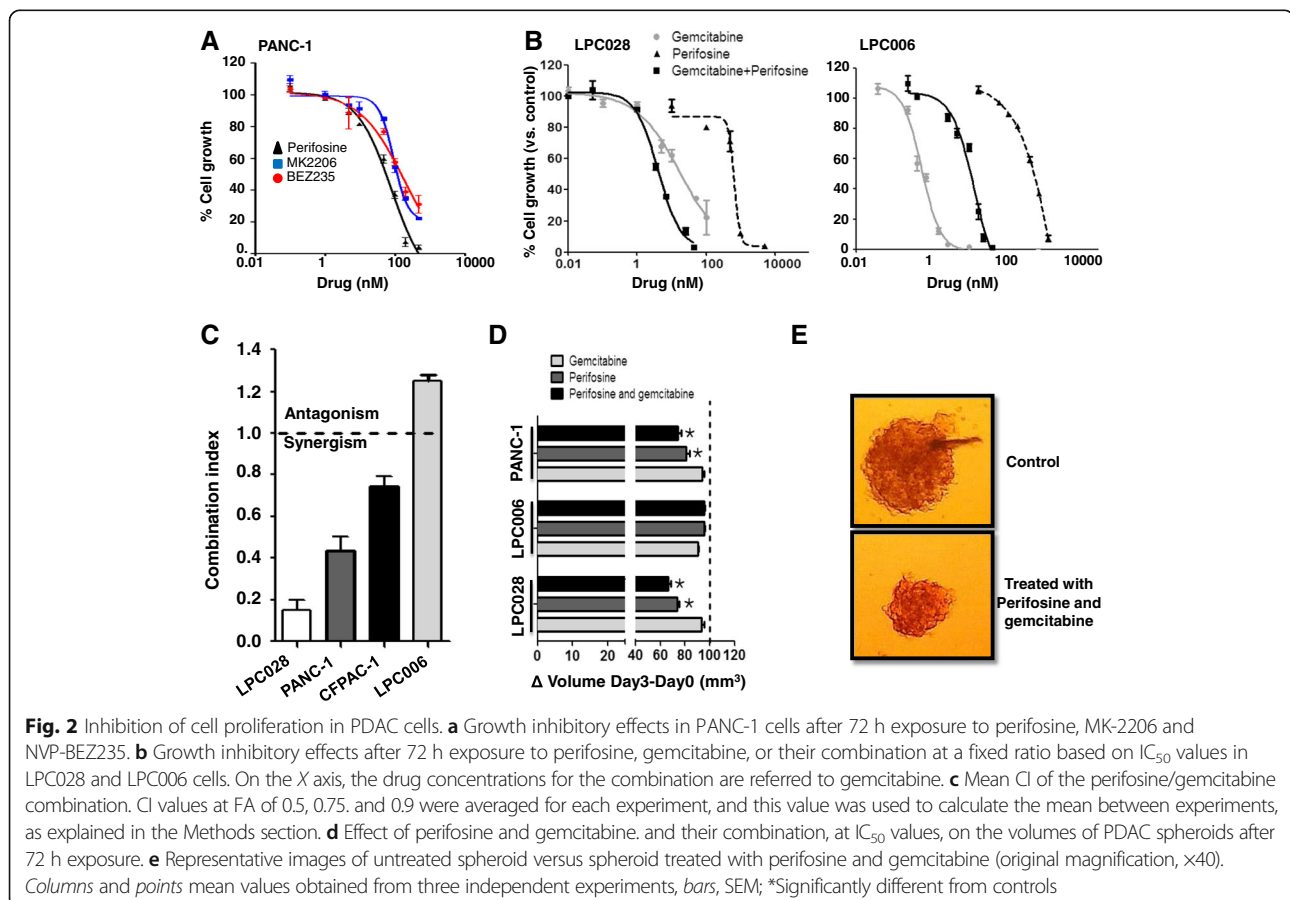 A
PANC-1
% Cell growth
120
100
80
60
40
20
0.
Perifosine
MK2206
BEZ235
0.01
1
100
10000
Drug (nM)
B
LPC028
Gemcitabine
Perifosine
Gemcitabine+Perifosine
% Cell growth (vs. control)
120
100
80
60
40
20
0
0.01
1
100
10000
Drug (nM)
LPC006
120
100
80
60
40
20
0
0.01
1
100
10000
Drug (nM)
C
Combination index
1.4
1.2
1.0
0.8
0.6
0.4
0.2
0.0
Antagonism
Synergism
LPC028
PANC-1
CFPAC-1
LPC006
D
Gemcitabine
Perifosine
Perifosine and gemcitabine
PANC-1
*
*
LPC006
LPC028
*
*
0 10 20 40 60 80 100 120
Δ Volume Day3-Day0 (mm³)
E
Control
Treated with
Perifosine and
gemcitabine
Fig. 2 Inhibition of cell proliferation in PDAC cells. a Growth inhibitory effects in PANC-1 cells after 72 h exposure to perifosine, MK-2206 and
NVP-BEZ235. b Growth inhibitory effects after 72 h exposure to perifosine, gemcitabine, or their combination at a fixed ratio based on IC₅₀ values in
LPC028 and LPC006 cells. On the X axis, the drug concentrations for the combination are referred to gemcitabine. c Mean CI of the perifosine/gemcitabine
combination. CI values at FA of 0.5, 0.75. and 0.9 were averaged for each experiment, and this value was used to calculate the mean between experiments,
as explained in the Methods section. d Effect of perifosine and gemcitabine. and their combination, at IC₅₀ values, on the volumes of PDAC spheroids after
72 h exposure. e Representative images of untreated spheroid versus spheroid treated with perifosine and gemcitabine (original magnification, ×40).
Columns and points mean values obtained from three independent experiments, bars, SEM; *Significantly different from controls